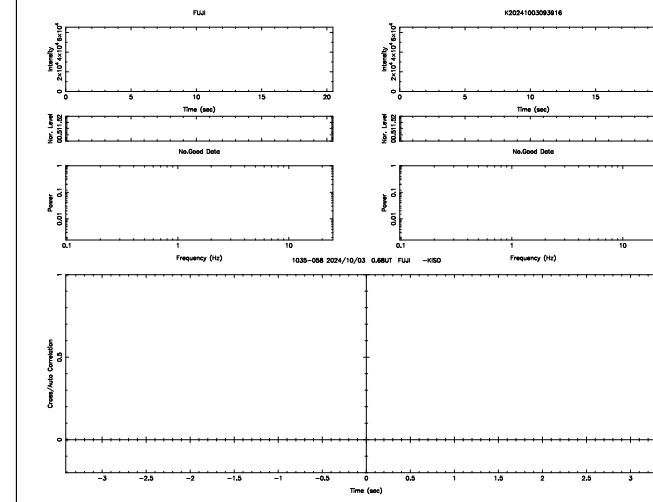 FUJI
K20241003093916
Intensity
0 2×10⁴ 4×10⁴ 6×10⁴
0 5 10 15 20
Time (sec)
Intensity
0 2×10⁴ 4×10⁴ 6×10⁴
0 5 10 15
Time (sec)
Nor. Level
00.511.52
Nor. Level
00.511.52
No.Good Data
No.Good Data
Power
0.01 0.1 1
0.1 1 10
Frequency (Hz)
Power
0.01 0.1 1
0.1 1 10
Frequency (Hz)
1035-058 2024/10/03 0.68UT FUJI -KISO
Cross/Auto Correlation
0 0.5 1
-3 -2.5 -2 -1.5 -1 -0.5 0 0.5 1 1.5 2 2.5 3
Time (sec)